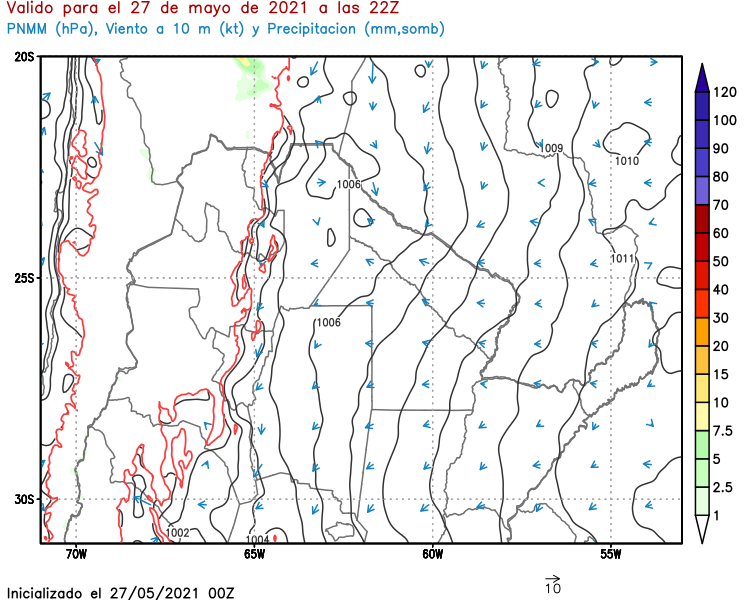 Valido para el 27 de mayo de 2021 a las 22Z
PNMM (hPa), Viento a 10 m (kt) y Precipitacion (mm,somb)
20S
25S
30S
70W
65W
60W
55W
1009
1010
1006
1011
1006
1002
1004
120
100
90
80
70
60
50
40
30
20
15
10
7.5
5
2.5
1
10
Inicializado el 27/05/2021 00Z